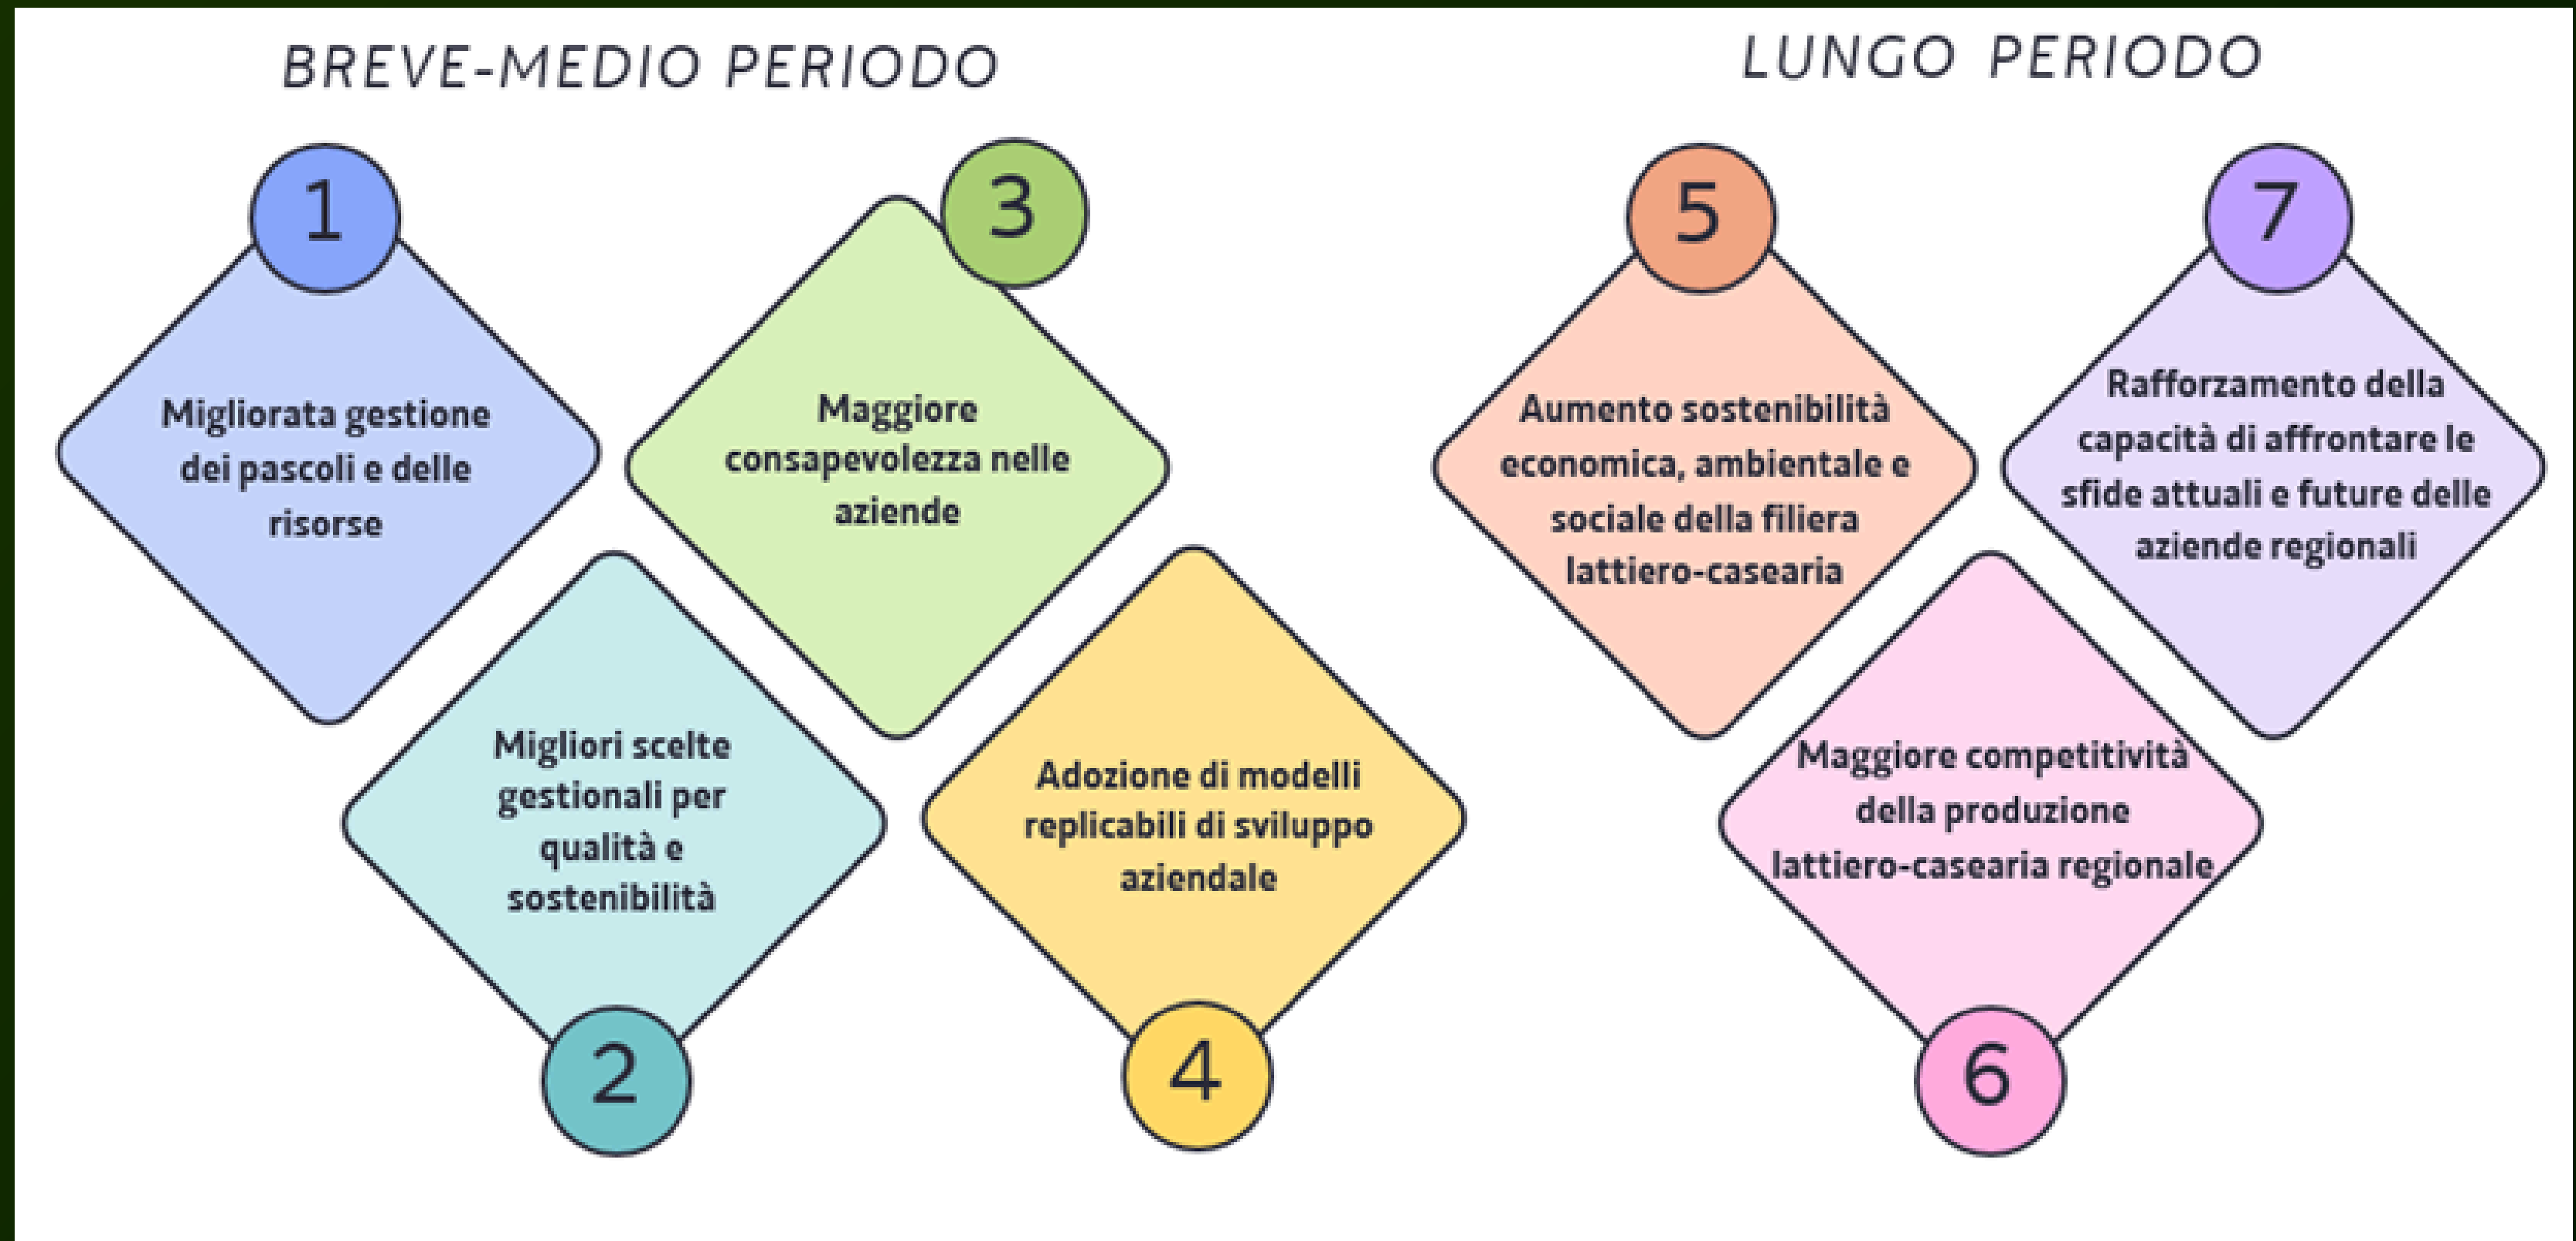 BREVE-MEDIO PERIODO
1
Migliorata gestione
dei pascoli e delle
risorse
2
Migliori scelte
gestionali per
qualità e
sostenibilità
3
Maggiore
consapevolezza nelle
aziende
4
Adozione di modelli
replicabili di sviluppo
aziendale
LUNGO PERIODO
5
Aumento sostenibilità
economica, ambientale e
sociale della filiera
lattiero-casearia
6
Maggiore competitività
della produzione
lattiero-casearia regionale
7
Rafforzamento della
capacità di affrontare le
sfide attuali e future delle
aziende regionali